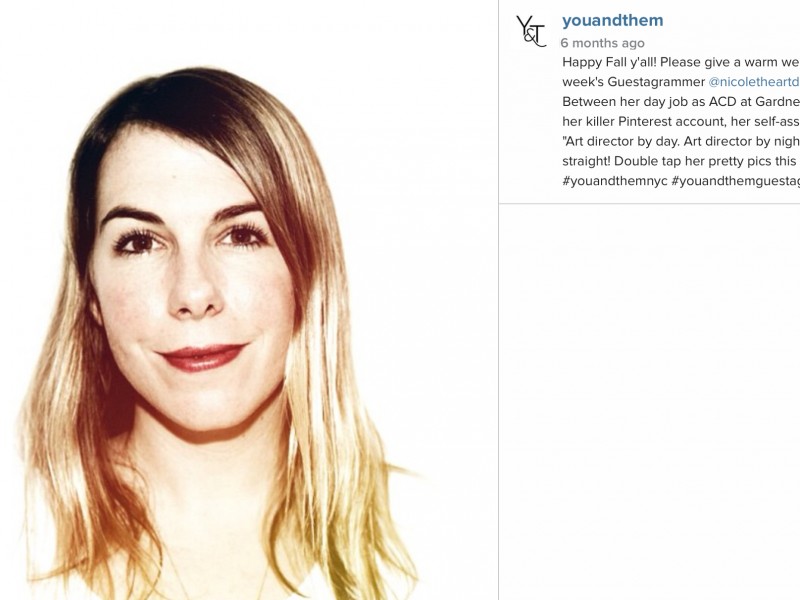 Y&T
youandthem
6 months ago
Happy Fall y'all! Please give a warm we
week's Guestagrammer @nicoletheartd
Between her day job as ACD at Gardne
her killer Pinterest account, her self-ass
"Art director by day. Art director by nigh
straight! Double tap her pretty pics this
#youandthemnyc #youandthemguestag